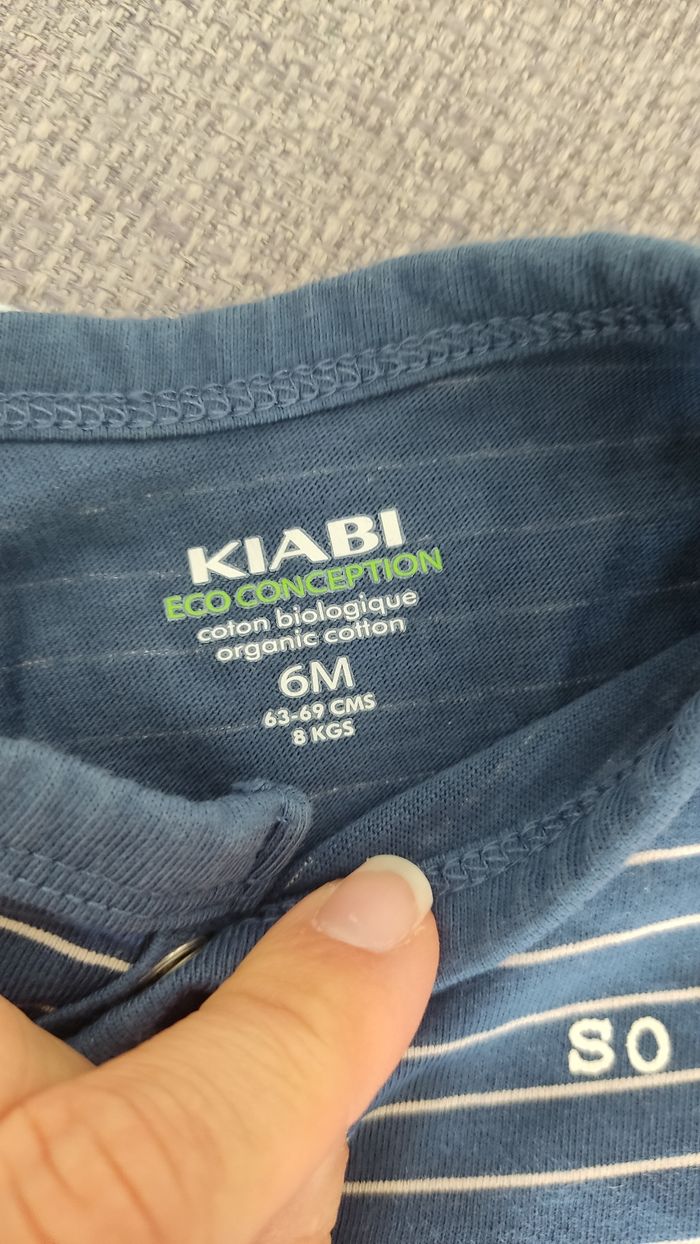 KIABI
ECO CONCEPTION
coton biologique
organic cotton
6M
63-69 CMS
8 KGS
SO